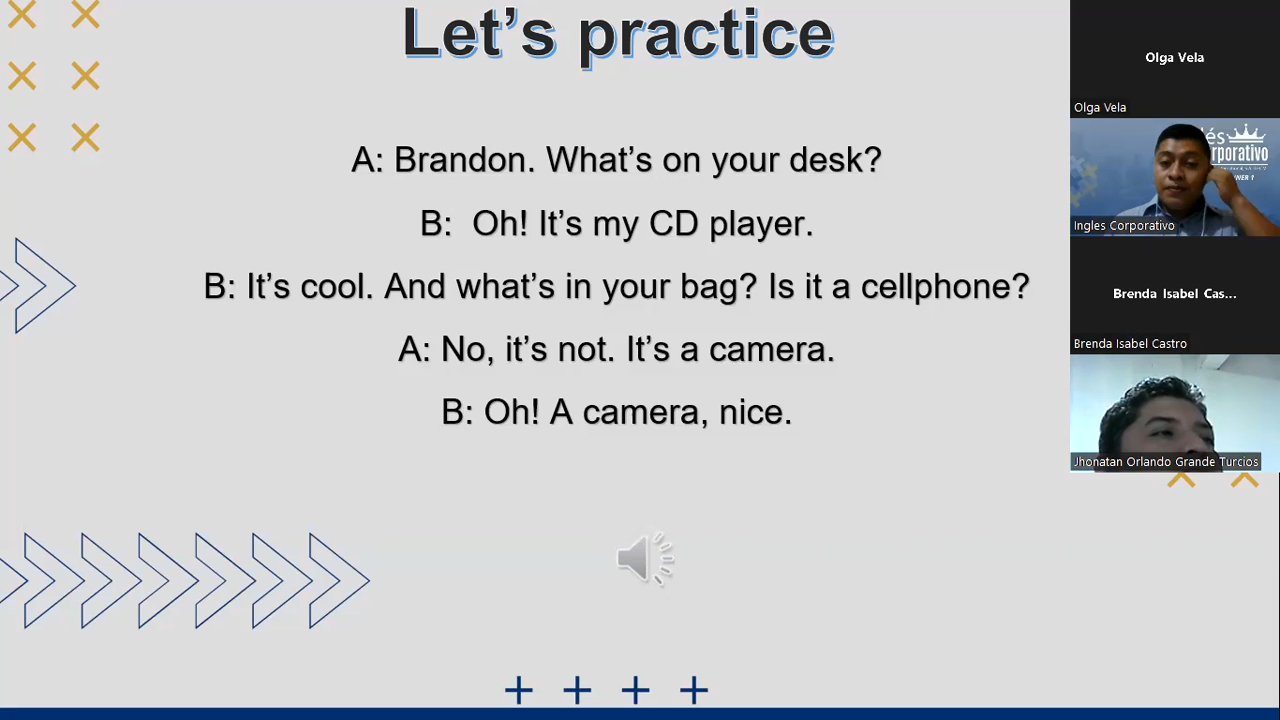 Let's practice
A: Brandon. What's on your desk?
B:  Oh! It's my CD player.
B: It's cool. And what's in your bag? Is it a cellphone?
A: No, it's not. It's a camera.
B: Oh! A camera, nice.
Olga Vela
Olga Vela
Ingles Corporativo
Brenda Isabel Cas...
Brenda Isabel Castro
Jhonatan Orlando Grande Turcios